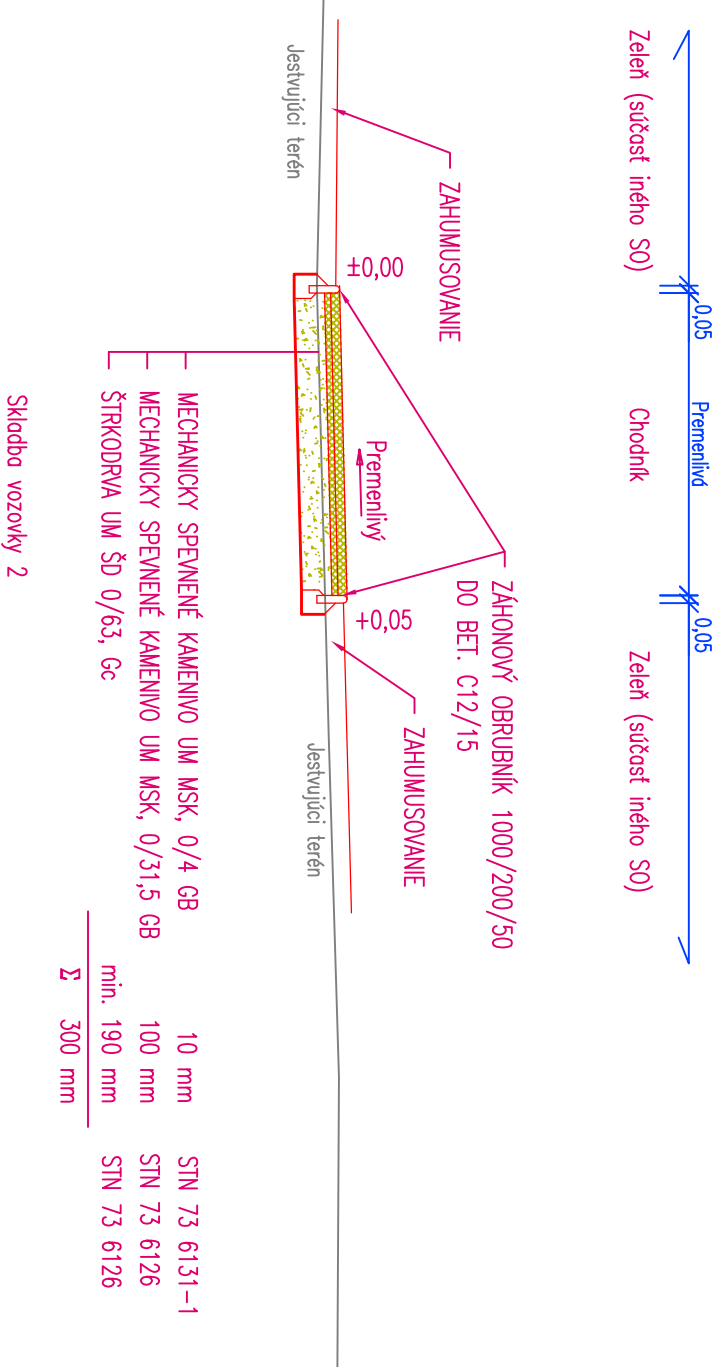 Premenlivá
0,05
0,05
Zeleň (súčasť iného SO)
Chodník
Zeleň (súčasť iného SO)
ZÁHONOVÝ OBRUBNÍK 1000/200/50
DO BET. C12/15
ZAHUMUSOVANIE
ZAHUMUSOVANIE
Premenlivý
±0,00
+0,05
Jestvujúci terén
Jestvujúci terén
MECHANICKY SPEVNENÉ KAMENIVO UM MSK, 0/4 GB 10 mm STN 73 6131-1
MECHANICKY SPEVNENÉ KAMENIVO UM MSK, 0/31,5 GB 100 mm STN 73 6126
ŠTRKODRVA UM ŠD 0/63, Gc min. 190 mm STN 73 6126
Σ 300 mm
Skladba vozovky 2